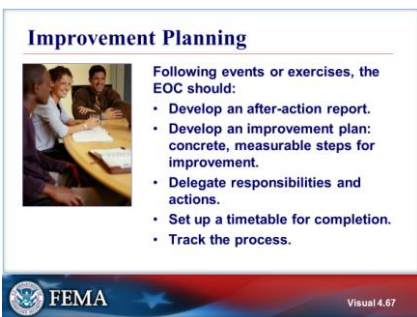 Improvement Planning
Following events or exercises, the
EOC should:
• Develop an after-action report.
• Develop an improvement plan:
concrete, measurable steps for
improvement.
• Delegate responsibilities and
actions.
• Set up a timetable for completion.
• Track the process.
FEMA
Visual 4.67